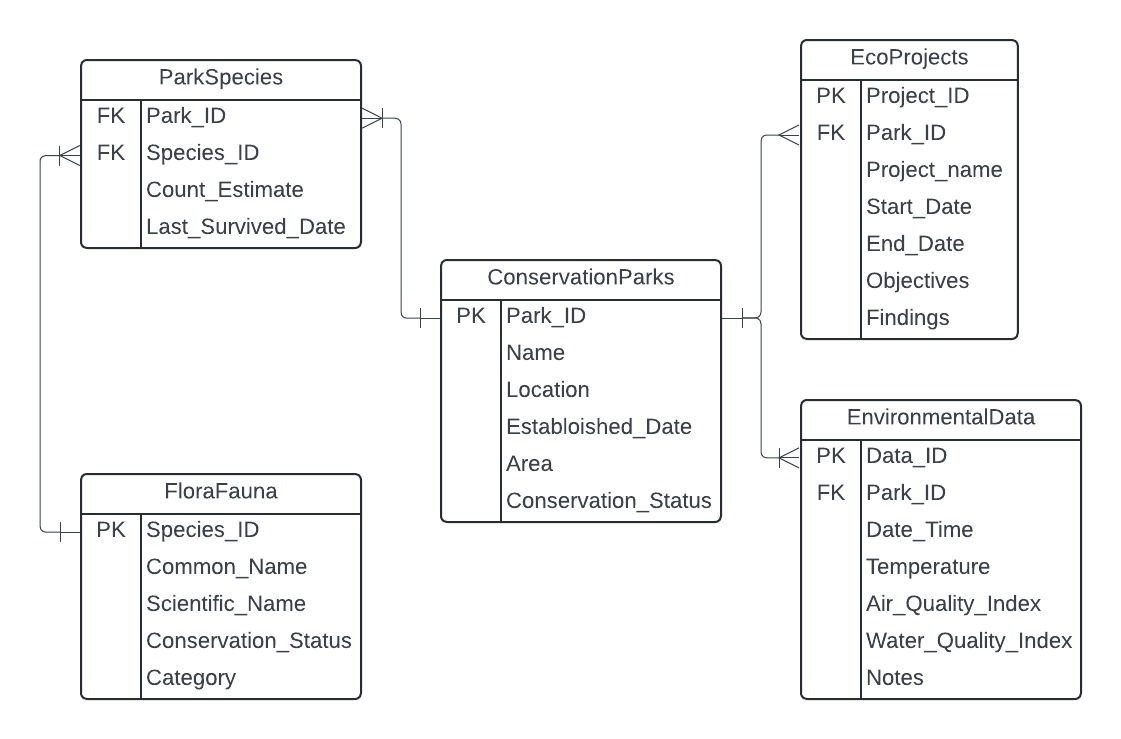 ParkSpecies
FK Park_ID
FK Species_ID
Count_Estimate
Last_Survived_Date
FloraFauna
PK Species_ID
Common_Name
Scientific_Name
Conservation_Status
Category
ConservationParks
PK Park_ID
Name
Location
Establoished_Date
Area
Conservation_Status
EcoProjects
PK Project_ID
FK Park_ID
Project_name
Start_Date
End_Date
Objectives
Findings
EnvironmentalData
PK Data_ID
FK Park_ID
Date_Time
Temperature
Air_Quality_Index
Water_Quality_Index
Notes